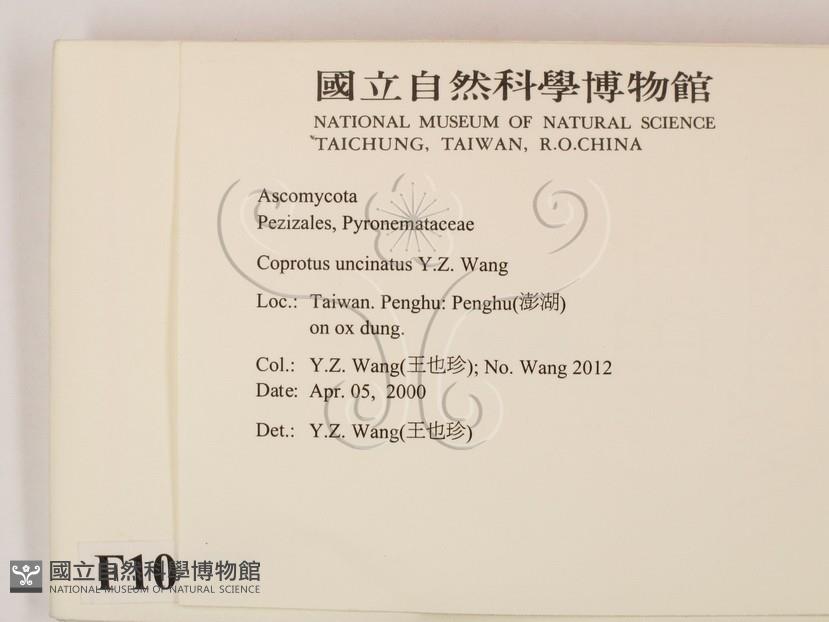 國立自然科學博物館
NATIONAL MUSEUM OF NATURAL SCIENCE
TAICHUNG, TAIWAN, R.O.CHINA
Ascomycota
Pezizales, Pyronemataceae
Coprotus uncinatus Y.Z. Wang
Loc.: Taiwan. Penghu: Penghu(澎湖)
on ox dung.
Col.: Y.Z. Wang(王也珍); No. Wang 2012
Date: Apr. 05, 2000
Det.: Y.Z. Wang(王也珍)
F10
國立自然科學博物館
NATIONAL MUSEUM OF NATURAL SCIENCE